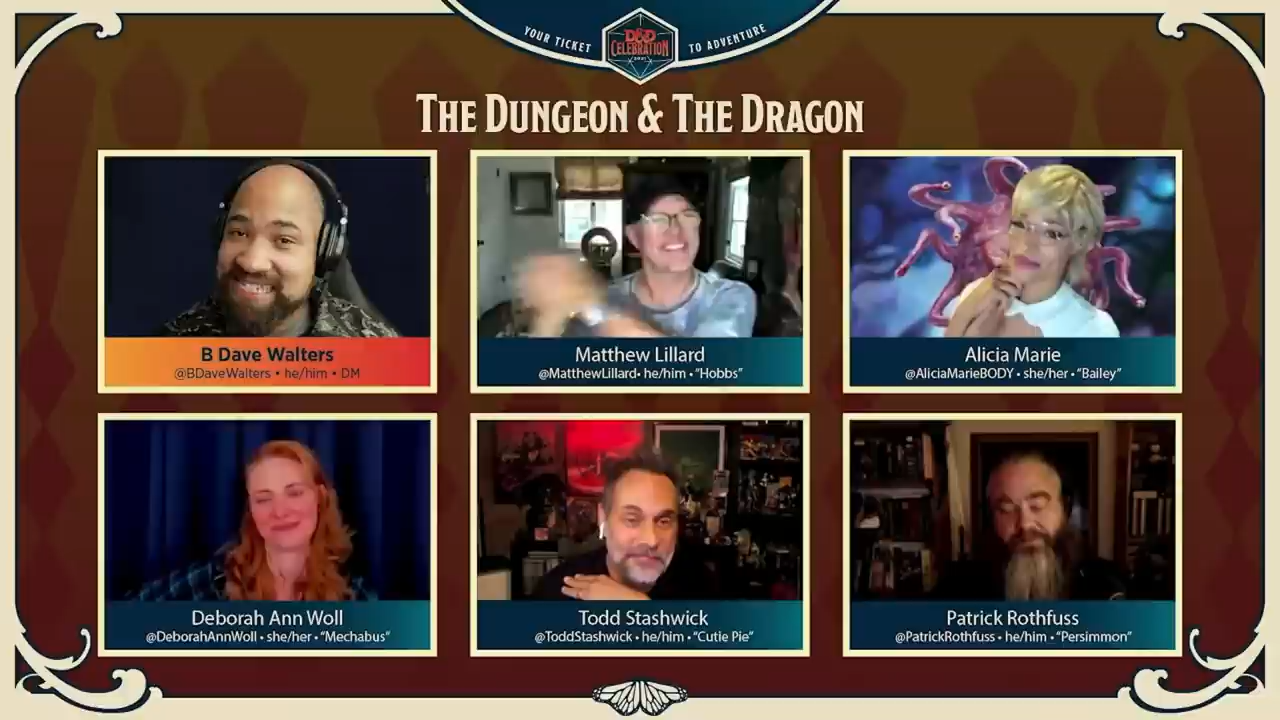 YOUR TICKET
D&D
CELEBRATION
TO ADVENTURE
THE DUNGEON & THE DRAGON
B Dave Walters
@BDaveWalters • he/him • DM
Matthew Lillard
@MatthewLillard• he/him • "Hobbs"
Alicia Marie
@AliciaMarieBODY • she/her • "Bailey"
Deborah Ann Woll
@DeborahAnnWoll • she/her • "Mechabus"
Todd Stashwick
@ToddStashwick • he/him • "Cutie Pie"
Patrick Rothfuss
@PatrickRothfuss • he/him • "Persimmon"